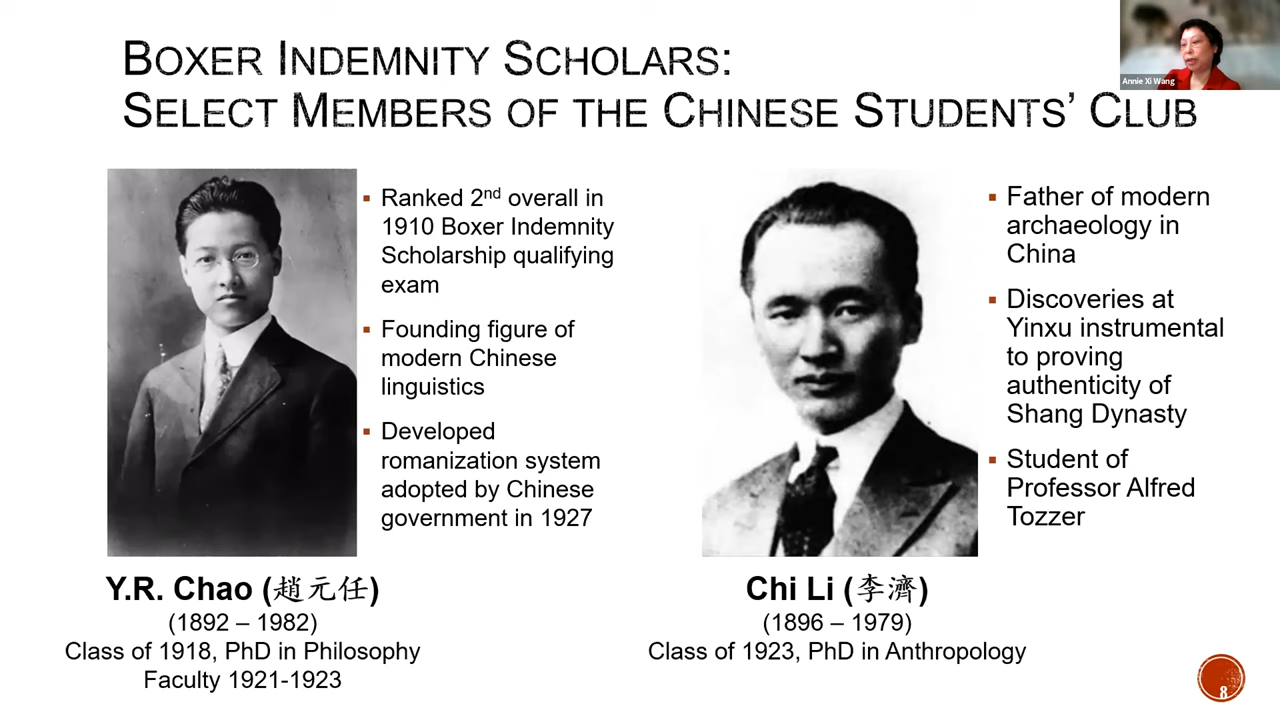 BOXER INDEMNITY SCHOLARS:
SELECT MEMBERS OF THE CHINESE STUDENTS' CLUB
Annie Xi Wang
▪ Ranked 2nd overall in
1910 Boxer Indemnity
Scholarship qualifying
exam
▪ Founding figure of
modern Chinese
linguistics
▪ Developed
romanization system
adopted by Chinese
government in 1927
Y.R. Chao (趙元任)
(1892 – 1982)
Class of 1918, PhD in Philosophy
Faculty 1921-1923
▪ Father of modern
archaeology in
China
▪ Discoveries at
Yinxu instrumental
to proving
authenticity of
Shang Dynasty
▪ Student of
Professor Alfred
Tozzer
Chi Li (李濟)
(1896 – 1979)
Class of 1923, PhD in Anthropology
8